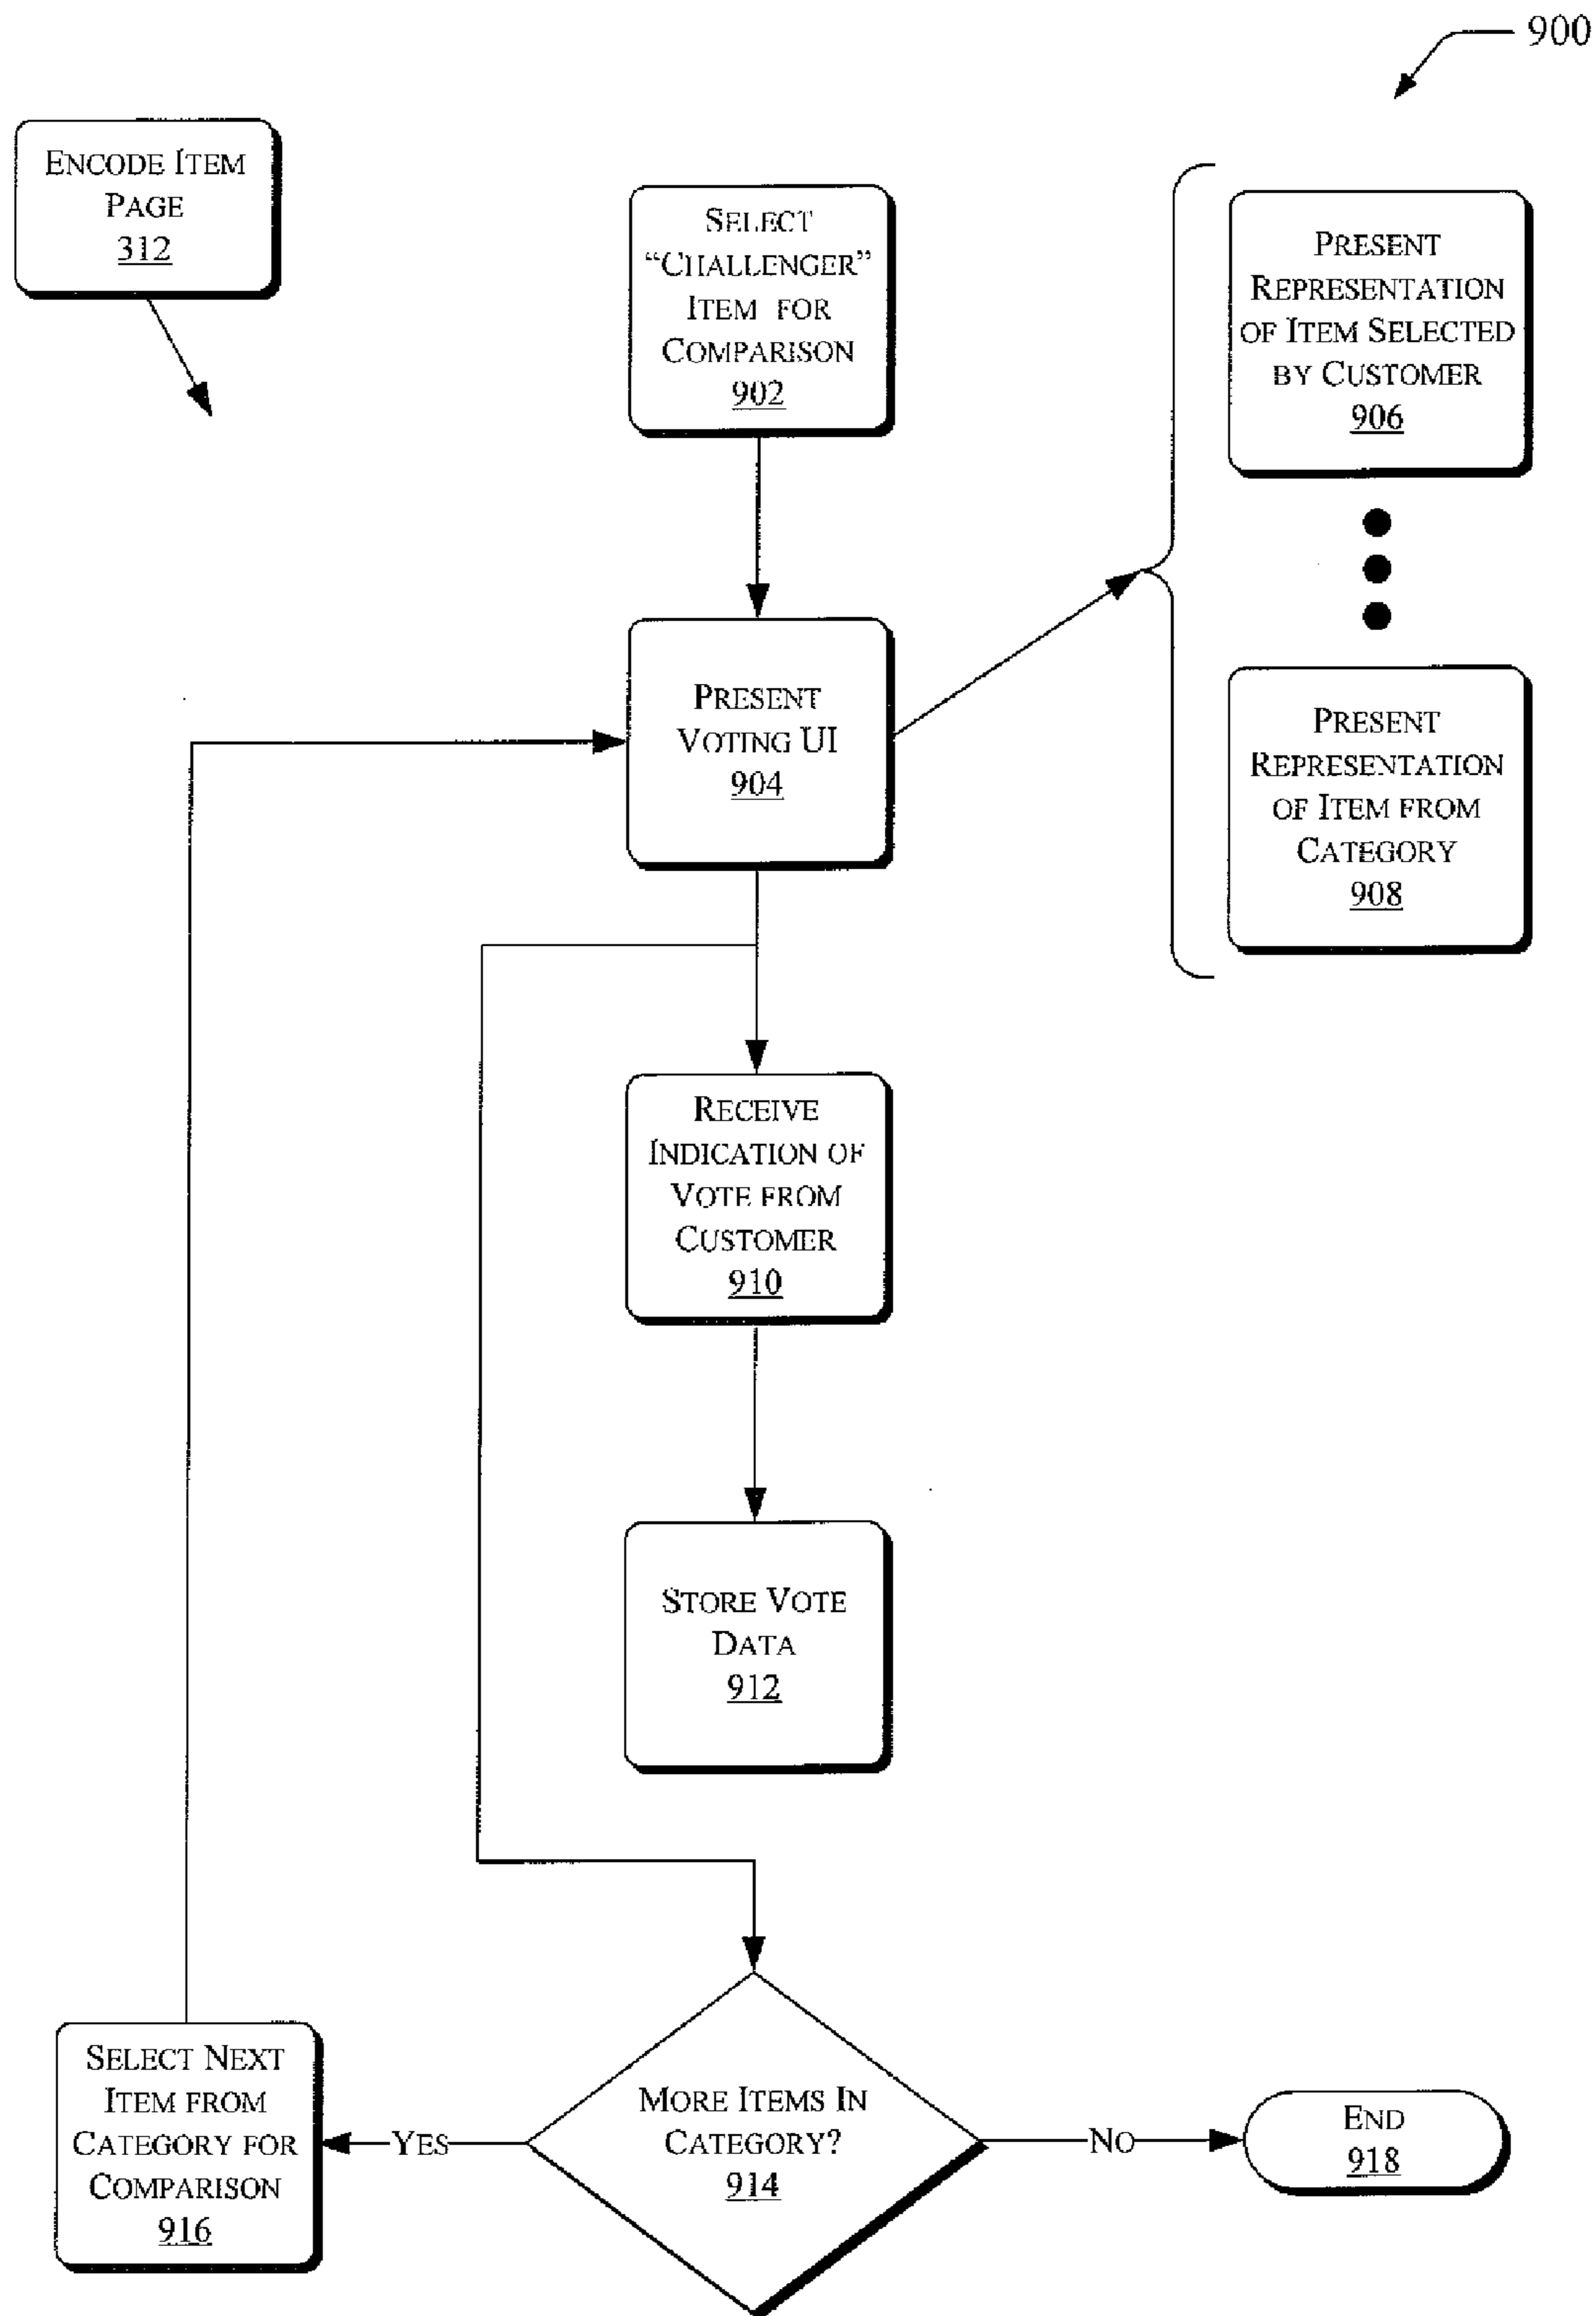 900
ENCODE ITEM
PAGE
312
SELECT
“CHALLENGER”
ITEM FOR
COMPARISON
902
PRESENT
REPRESENTATION
OF ITEM SELECTED
BY CUSTOMER
906
PRESENT
VOTING UI
904
PRESENT
REPRESENTATION
OF ITEM FROM
CATEGORY
908
RECEIVE
INDICATION OF
VOTE FROM
CUSTOMER
910
STORE VOTE
DATA
912
SELECT NEXT
ITEM FROM
CATEGORY FOR
COMPARISON
916
YES
MORE ITEMS IN
CATEGORY?
914
NO
END
918